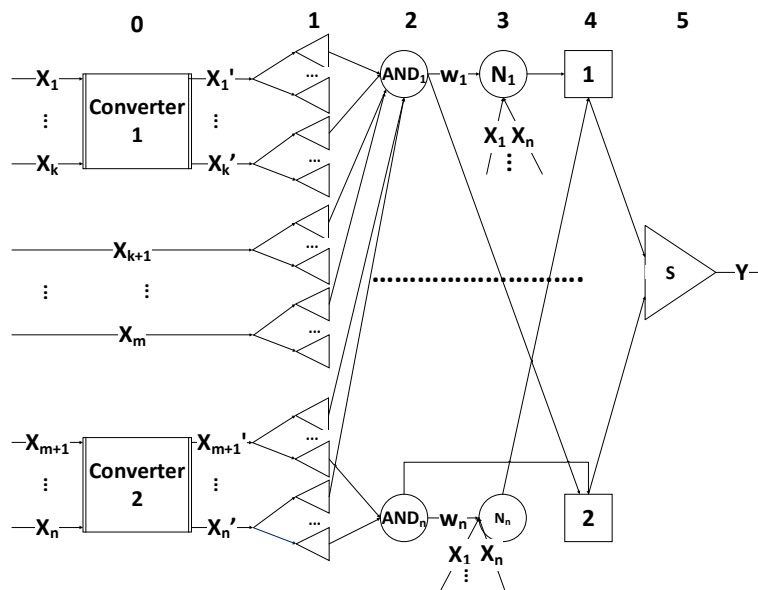 0 1 2 3 4 5
X1 Converter 1 X1' ... AND1 w1 N1 1
⋮ ⋮
Xk Xk' ... X1 Xn
⋮
Xk+1 ...
⋮ ⋮ S Y
Xm ...
Xm+1 Converter 2 Xm+1' ...
⋮ ⋮
Xn Xn' ... ANDn wn Nn 2
X1 Xn
⋮